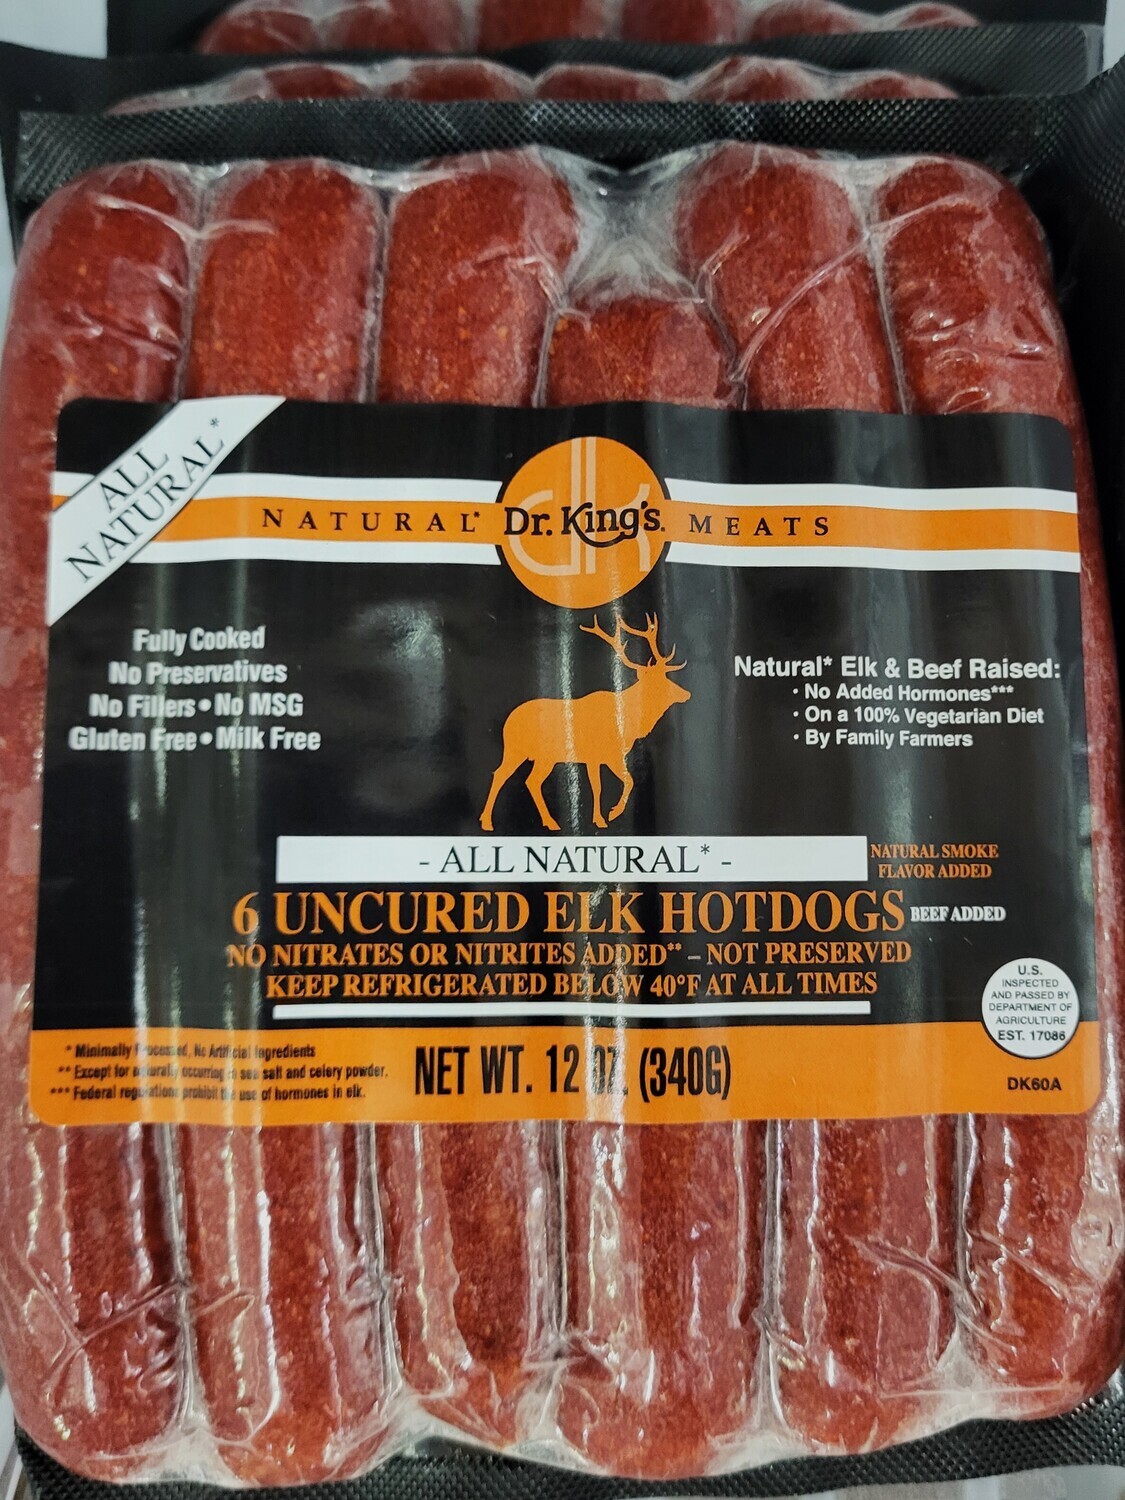 ALL
NATURAL*
NATURAL* Dr. King's. MEATS
dk
Fully Cooked
No Preservatives
No Fillers • No MSG
Gluten Free • Milk Free
Natural* Elk & Beef Raised:
• No Added Hormones***
• On a 100% Vegetarian Diet
• By Family Farmers
- ALL NATURAL* -
NATURAL SMOKE
FLAVOR ADDED
6 UNCURED ELK HOTDOGS BEEF ADDED
NO NITRATES OR NITRITES ADDED** – NOT PRESERVED
KEEP REFRIGERATED BELOW 40°F AT ALL TIMES
U.S.
INSPECTED
AND PASSED BY
DEPARTMENT OF
AGRICULTURE
EST. 17086
* Minimally Processed, No Artificial Ingredients
** Except for naturally occurring in sea salt and celery powder.
*** Federal regulations prohibit the use of hormones in elk.
NET WT. 12 OZ. (340G)
DK60A